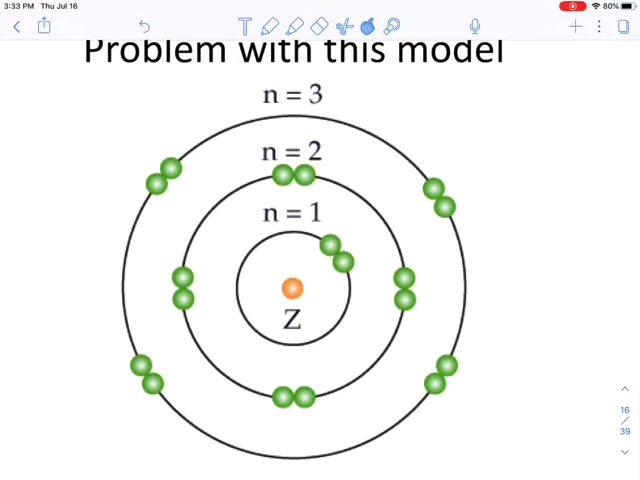 3:33 PM Thu Jul 16
80%
T
Problem with this model
n = 3
n = 2
n = 1
Z
16
/
39